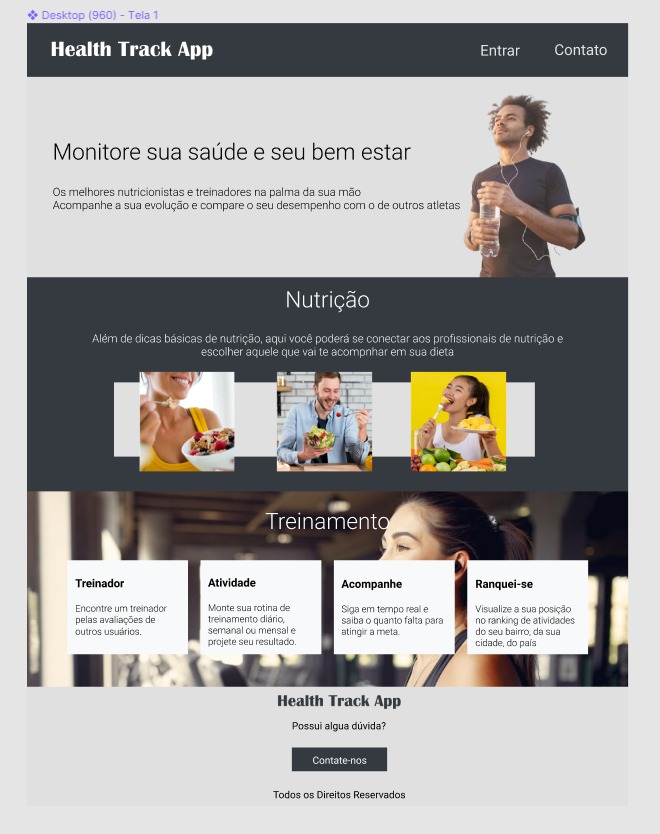 Desktop (960) - Tela 1
Health Track App
Entrar
Contato
Monitore sua saúde e seu bem estar
Os melhores nutricionistas e treinadores na palma da sua mão
Acompanhe a sua evolução e compare o seu desempenho com o de outros atletas
Nutrição
Além de dicas básicas de nutrição, aqui você poderá se conectar aos profissionais de nutrição e
escolher aquele que vai te acompnhar em sua dieta
Treinamento
Treinador
Encontre um treinador
pelas avaliações de
outros usuários.
Atividade
Monte sua rotina de
treinamento diário,
semanal ou mensal e
projete seu resultado.
Acompanhe
Siga em tempo real e
saiba o quanto falta para
atingir a meta.
Ranquei-se
Visualize a sua posição
no ranking de atividades
do seu bairro, da sua
cidade, do país
Health Track App
Possui algua dúvida?
Contate-nos
Todos os Direitos Reservados